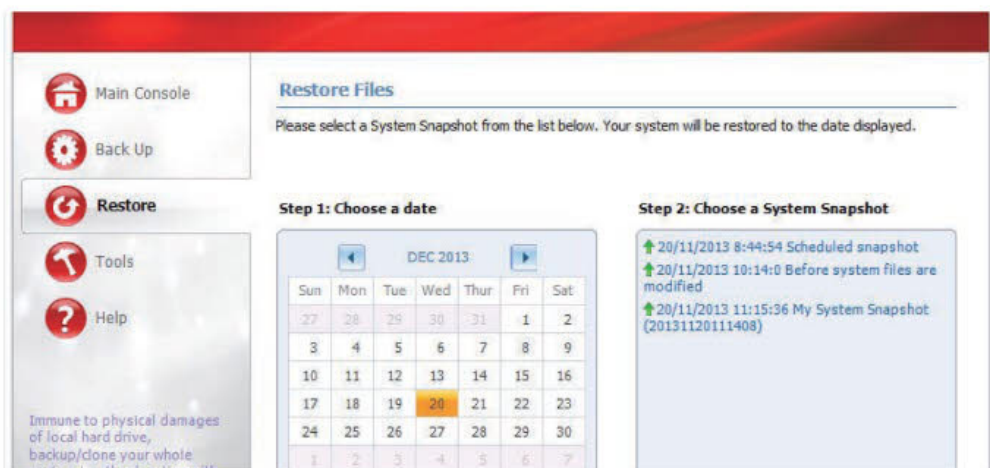 Main Console
Back Up
Restore
Tools
Help
Immune to physical damages
of local hard drive,
backup/clone your whole
Restore Files
Please select a System Snapshot from the list below. Your system will be restored to the date displayed.
Step 1: Choose a date
DEC 2013
Sun Mon Tue Wed Thur Fri Sat
27 28 29 30 31 1 2
3 4 5 6 7 8 9
10 11 12 13 14 15 16
17 18 19 20 21 22 23
24 25 26 27 28 29 30
1 2 3 4 5 6 7
Step 2: Choose a System Snapshot
20/11/2013 8:44:54 Scheduled snapshot
20/11/2013 10:14:0 Before system files are
modified
20/11/2013 11:15:36 My System Snapshot
(20131120111408)